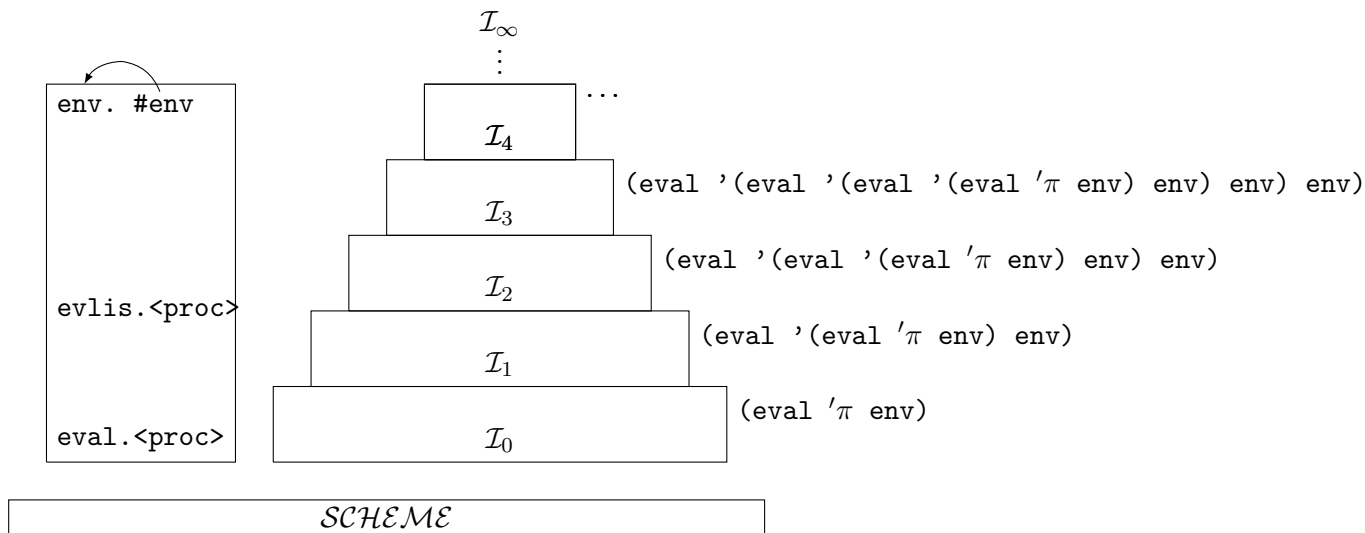 ℐ∞
⋮
env. #env
...
ℐ4
(eval ’(eval ’(eval ’(eval ′π env) env) env) env)
ℐ3
(eval ’(eval ’(eval ′π env) env) env)
ℐ2
evlis.<proc>
(eval ’(eval ′π env) env)
ℐ1
(eval ′π env)
eval.<proc>
ℐ0
SCHEME